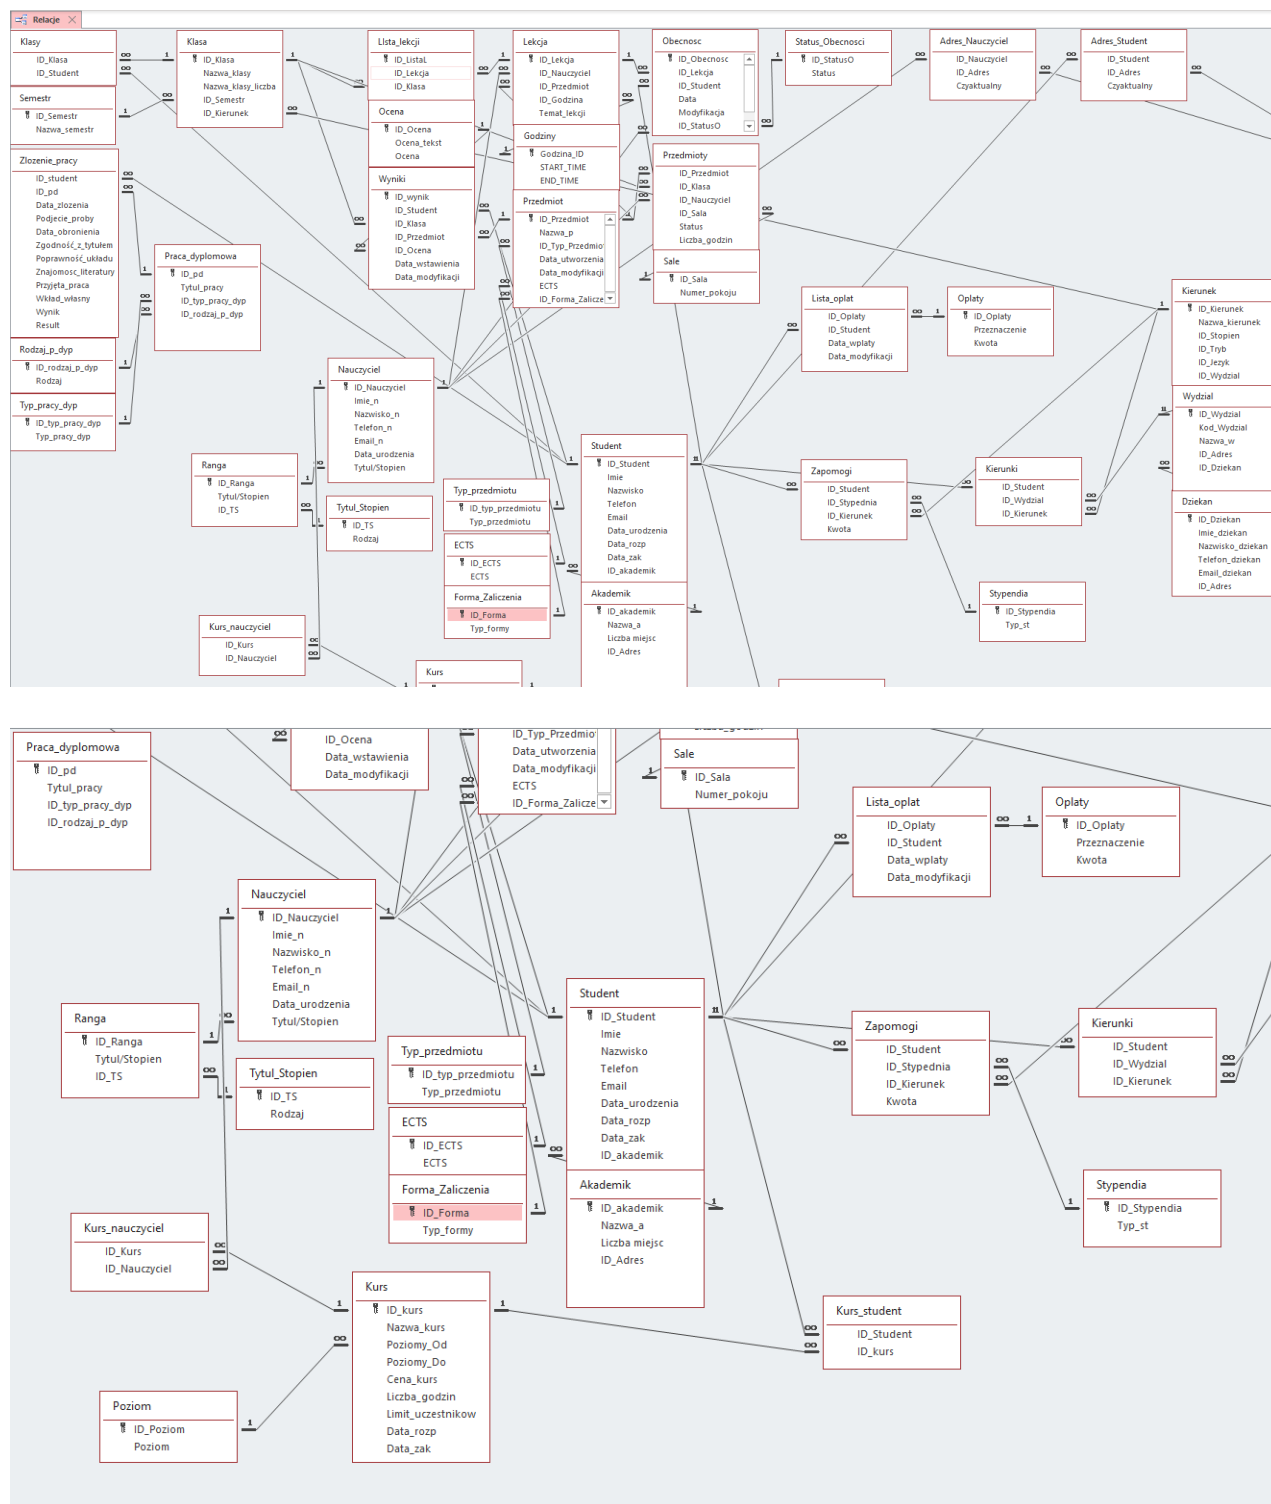 Relacje
Klasy
ID_Klasa
ID_Student
Semestr
ID_Semestr
Nazwa_semestr
Zlozenie_pracy
ID_student
ID_pd
Data_zlozenia
Podjecie_proby
Data_obronienia
Zgodność_z_tytułem
Poprawność_układu
Znajomosc_literatury
Przyjęta_praca
Wkład_własny
Wynik
Result
Rodzaj_p_dyp
ID_rodzaj_p_dyp
Rodzaj
Typ_pracy_dyp
ID_typ_pracy_dyp
Typ_pracy_dyp
Klasa
ID_Klasa
Nazwa_klasy
Nazwa_klasy_liczba
ID_Semestr
ID_Kierunek
Praca_dyplomowa
ID_pd
Tytul_pracy
ID_typ_pracy_dyp
ID_rodzaj_p_dyp
LIsta_lekcji
ID_ListaL
ID_Lekcja
ID_Klasa
Ocena
ID_Ocena
Ocena_tekst
Ocena
Wyniki
ID_wynik
ID_Student
ID_Klasa
ID_Przedmiot
ID_Ocena
Data_wstawienia
Data_modyfikacji
Lekcja
ID_Lekcja
ID_Nauczyciel
ID_Przedmiot
ID_Godzina
Temat_lekcji
Godziny
Godzina_ID
START_TIME
END_TIME
Przedmiot
ID_Przedmiot
Nazwa_p
ID_Typ_Przedmio
Data_utworzenia
Data_modyfikacji
ECTS
ID_Forma_Zalicze
Obecnosc
ID_Obecnosc
ID_Lekcja
ID_Student
Data
Modyfikacja
ID_StatusO
Przedmioty
ID_Przedmiot
ID_Klasa
ID_Nauczyciel
ID_Sala
Status
Liczba_godzin
Sale
ID_Sala
Numer_pokoju
Status_Obecnosci
ID_StatusO
Status
Adres_Nauczyciel
ID_Nauczyciel
ID_Adres
Czyaktualny
Adres_Student
ID_Student
ID_Adres
Czyaktualny
Lista_oplat
ID_Oplaty
ID_Student
Data_wplaty
Data_modyfikacji
Oplaty
ID_Oplaty
Przeznaczenie
Kwota
Kierunek
ID_Kierunek
Nazwa_kierunek
ID_Stopien
ID_Tryb
ID_Jezyk
ID_Wydzial
Wydzial
ID_Wydzial
Kod_Wydzial
Nazwa_w
ID_Adres
ID_Dziekan
Dziekan
ID_Dziekan
Imie_dziekan
Nazwisko_dziekan
Telefon_dziekan
Email_dziekan
ID_Adres
Nauczyciel
ID_Nauczyciel
Imie_n
Nazwisko_n
Telefon_n
Email_n
Data_urodzenia
Tytul/Stopien
Ranga
ID_Ranga
Tytul/Stopien
ID_TS
Tytul_Stopien
ID_TS
Rodzaj
Typ_przedmiotu
ID_typ_przedmiotu
Typ_przedmiotu
ECTS
ID_ECTS
ECTS
Forma_Zaliczenia
ID_Forma
Typ_formy
Student
ID_Student
Imie
Nazwisko
Telefon
Email
Data_urodzenia
Data_rozp
Data_zak
ID_akademik
Akademik
ID_akademik
Nazwa_a
Liczba miejsc
ID_Adres
Zapomogi
ID_Student
ID_Stypednia
ID_Kierunek
Kwota
Kierunki
ID_Student
ID_Wydzial
ID_Kierunek
Stypendia
ID_Stypendia
Typ_st
Kurs_nauczyciel
ID_Kurs
ID_Nauczyciel
Kurs
Praca_dyplomowa
ID_pd
Tytul_pracy
ID_typ_pracy_dyp
ID_rodzaj_p_dyp
ID_Ocena
Data_wstawienia
Data_modyfikacji
ID_Typ_Przedmio
Data_utworzenia
Data_modyfikacji
ECTS
ID_Forma_Zalicze
Sale
ID_Sala
Numer_pokoju
Lista_oplat
ID_Oplaty
ID_Student
Data_wplaty
Data_modyfikacji
Oplaty
ID_Oplaty
Przeznaczenie
Kwota
Nauczyciel
ID_Nauczyciel
Imie_n
Nazwisko_n
Telefon_n
Email_n
Data_urodzenia
Tytul/Stopien
Ranga
ID_Ranga
Tytul/Stopien
ID_TS
Tytul_Stopien
ID_TS
Rodzaj
Typ_przedmiotu
ID_typ_przedmiotu
Typ_przedmiotu
ECTS
ID_ECTS
ECTS
Forma_Zaliczenia
ID_Forma
Typ_formy
Student
ID_Student
Imie
Nazwisko
Telefon
Email
Data_urodzenia
Data_rozp
Data_zak
ID_akademik
Akademik
ID_akademik
Nazwa_a
Liczba miejsc
ID_Adres
Zapomogi
ID_Student
ID_Stypednia
ID_Kierunek
Kwota
Kierunki
ID_Student
ID_Wydzial
ID_Kierunek
Stypendia
ID_Stypendia
Typ_st
Kurs_nauczyciel
ID_Kurs
ID_Nauczyciel
Kurs
ID_kurs
Nazwa_kurs
Poziomy_Od
Poziomy_Do
Cena_kurs
Liczba_godzin
Limit_uczestnikow
Data_rozp
Data_zak
Kurs_student
ID_Student
ID_kurs
Poziom
ID_Poziom
Poziom